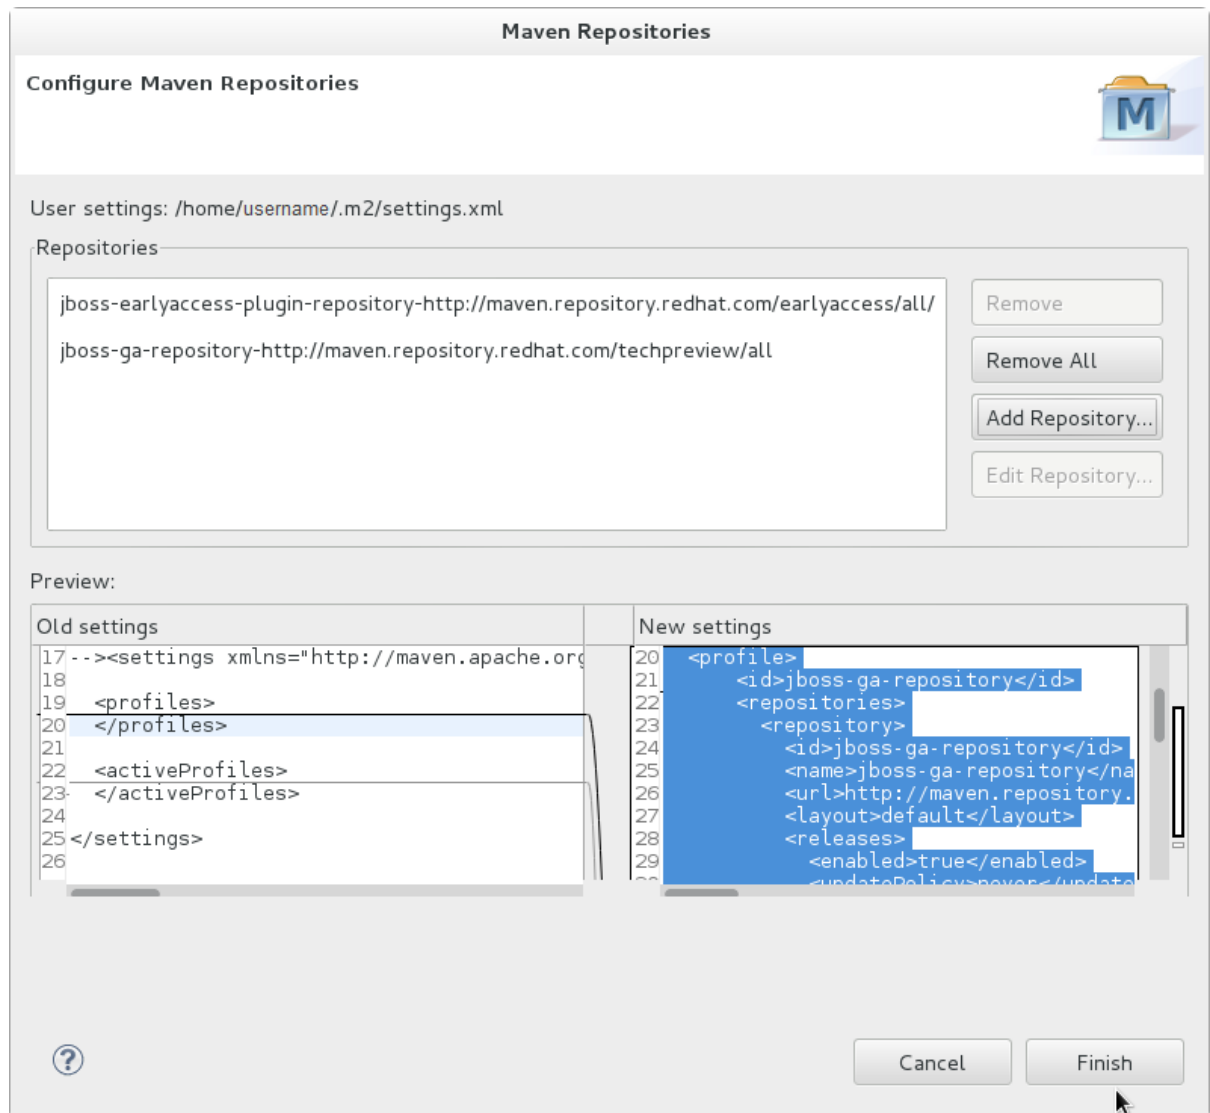 Maven Repositories
Configure Maven Repositories
M
User settings: /home/username/.m2/settings.xml
Repositories
jboss-earlyaccess-plugin-repository-http://maven.repository.redhat.com/earlyaccess/all/
jboss-ga-repository-http://maven.repository.redhat.com/techpreview/all
Remove
Remove All
Add Repository...
Edit Repository...
Preview:
Old settings
17 --><settings xmlns="http://maven.apache.org
18
19 <profiles>
20 </profiles>
21
22 <activeProfiles>
23 </activeProfiles>
24
25 </settings>
26
New settings
20 <profile>
21 <id>jboss-ga-repository</id>
22 <repositories>
23 <repository>
24 <id>jboss-ga-repository</id>
25 <name>jboss-ga-repository</na
26 <url>http://maven.repository.
27 <layout>default</layout>
28 <releases>
29 <enabled>true</enabled>
<updatePolicy>never</update
?
Cancel
Finish